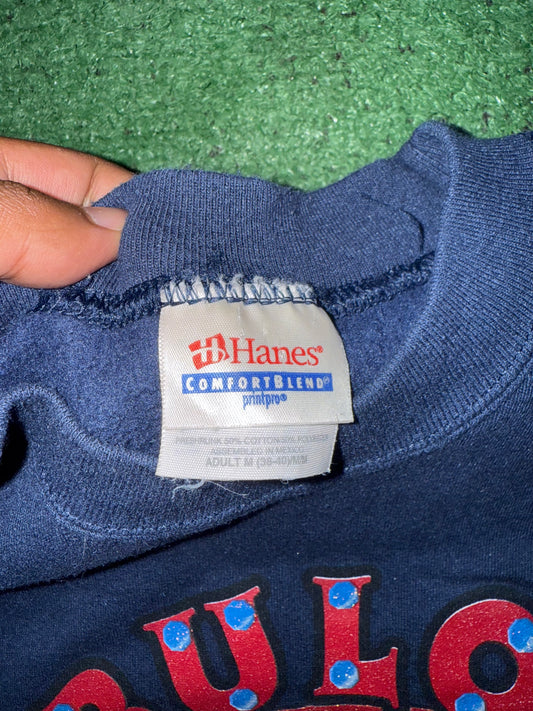 Hanes®
COMFORTBLEND®
printpro®
PRESHRUNK 50% COTTON/50% POLYESTER
ASSEMBLED IN MEXICO
ADULT M (38-40)/M/M
ULO